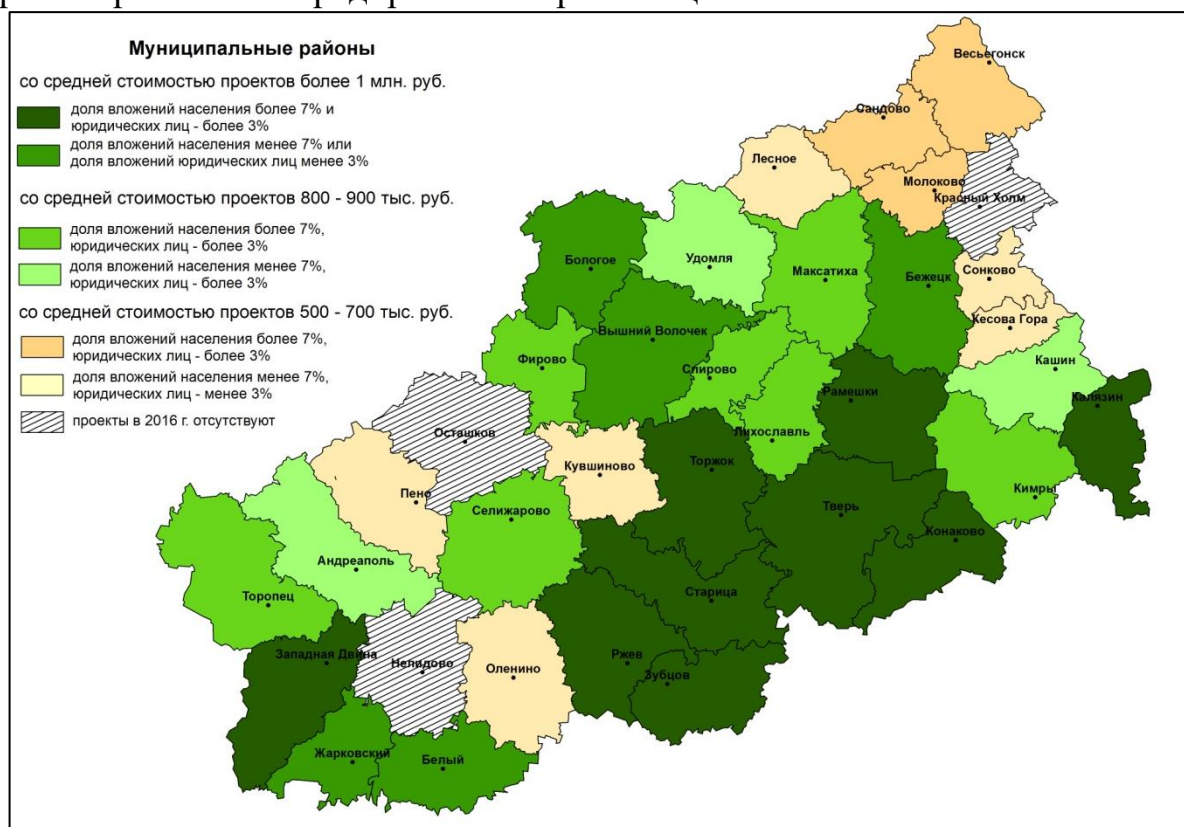 Муниципальные районы
со средней стоимостью проектов более 1 млн. руб.
доля вложений населения более 7% и
юридических лиц - более 3%
доля вложений населения менее 7% или
доля вложений юридических лиц менее 3%
со средней стоимостью проектов 800 - 900 тыс. руб.
доля вложений населения более 7%,
юридических лиц - более 3%
доля вложений населения менее 7%,
юридических лиц - более 3%
со средней стоимостью проектов 500 - 700 тыс. руб.
доля вложений населения более 7%,
юридических лиц - более 3%
доля вложений населения менее 7%,
юридических лиц - менее 3%
проекты в 2016 г. отсутствуют
Весьегонск
Сандово
Лесное
Молоково
Красный Холм
Бологое
Удомля
Максатиха
Бежецк
Сонково
Кесова Гора
Вышний Волочек
Фирово
Спирово
Кашин
Рамешки
Калязин
Осташков
Лихославль
Кувшиново
Торжок
Пено
Кимры
Селижарово
Тверь
Конаково
Андреаполь
Торопец
Старица
Западная Двина
Нелидово
Ржев
Оленино
Зубцов
Жарковский
Белый